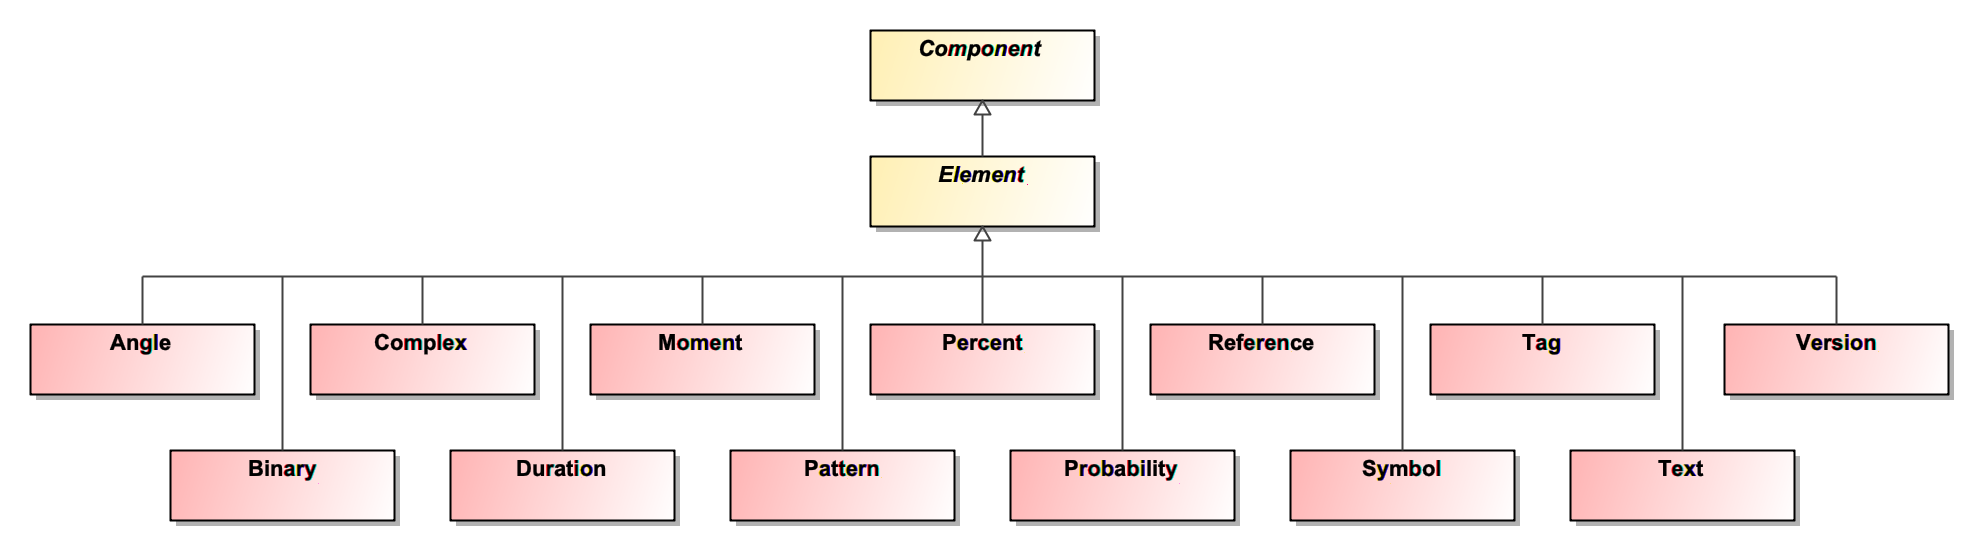 Component
Element
Angle
Complex
Moment
Percent
Reference
Tag
Version
Binary
Duration
Pattern
Probability
Symbol
Text